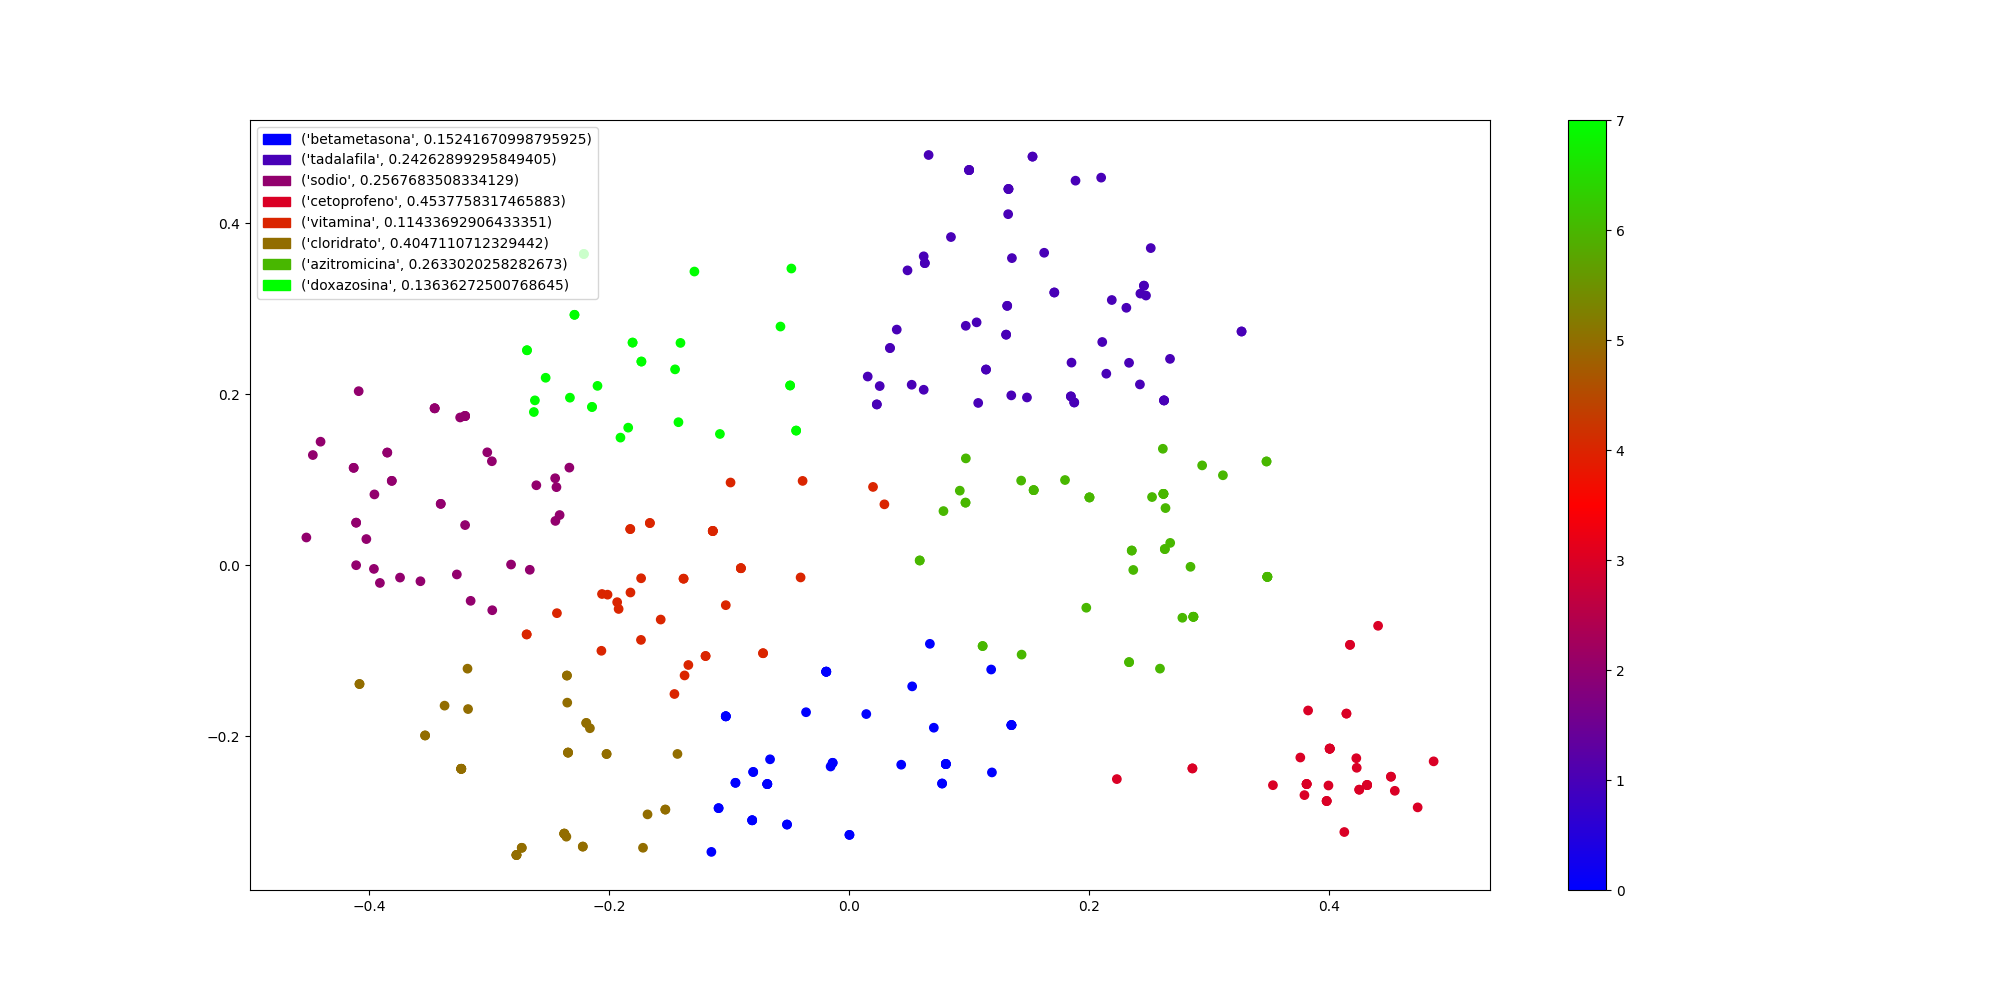 ('betametasona', 0.15241670998795925)
('tadalafila', 0.24262899295849405)
('sodio', 0.2567683508334129)
('cetoprofeno', 0.4537758317465883)
('vitamina', 0.11433692906433351)
('cloridrato', 0.4047110712329442)
('azitromicina', 0.2633020258282673)
('doxazosina', 0.13636272500768645)
0.4
0.2
0.0
−0.2
−0.4
−0.2
0.0
0.2
0.4
7
6
5
4
3
2
1
0